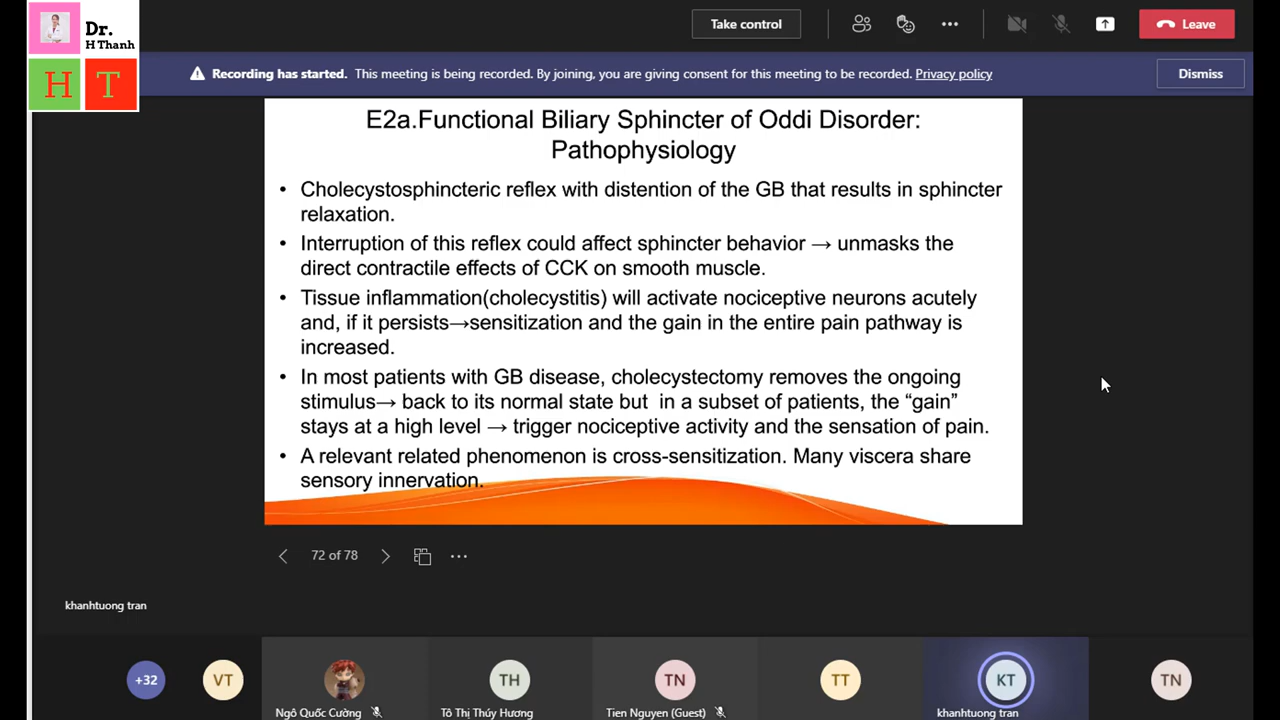 Dr.
H Thanh
H T
Take control
Leave
Recording has started. This meeting is being recorded. By joining, you are giving consent for this meeting to be recorded. Privacy policy
Dismiss
E2a.Functional Biliary Sphincter of Oddi Disorder:
Pathophysiology
• Cholecystosphincteric reflex with distention of the GB that results in sphincter
relaxation.
• Interruption of this reflex could affect sphincter behavior → unmasks the
direct contractile effects of CCK on smooth muscle.
• Tissue inflammation(cholecystitis) will activate nociceptive neurons acutely
and, if it persists→sensitization and the gain in the entire pain pathway is
increased.
• In most patients with GB disease, cholecystectomy removes the ongoing
stimulus→ back to its normal state but in a subset of patients, the “gain”
stays at a high level → trigger nociceptive activity and the sensation of pain.
• A relevant related phenomenon is cross-sensitization. Many viscera share
sensory innervation.
72 of 78
khanhtuong tran
+32
VT
TH
TN
TT
KT
TN
Ngô Quốc Cường
Tô Thị Thúy Hương
Tien Nguyen (Guest)
khanhtuong tran